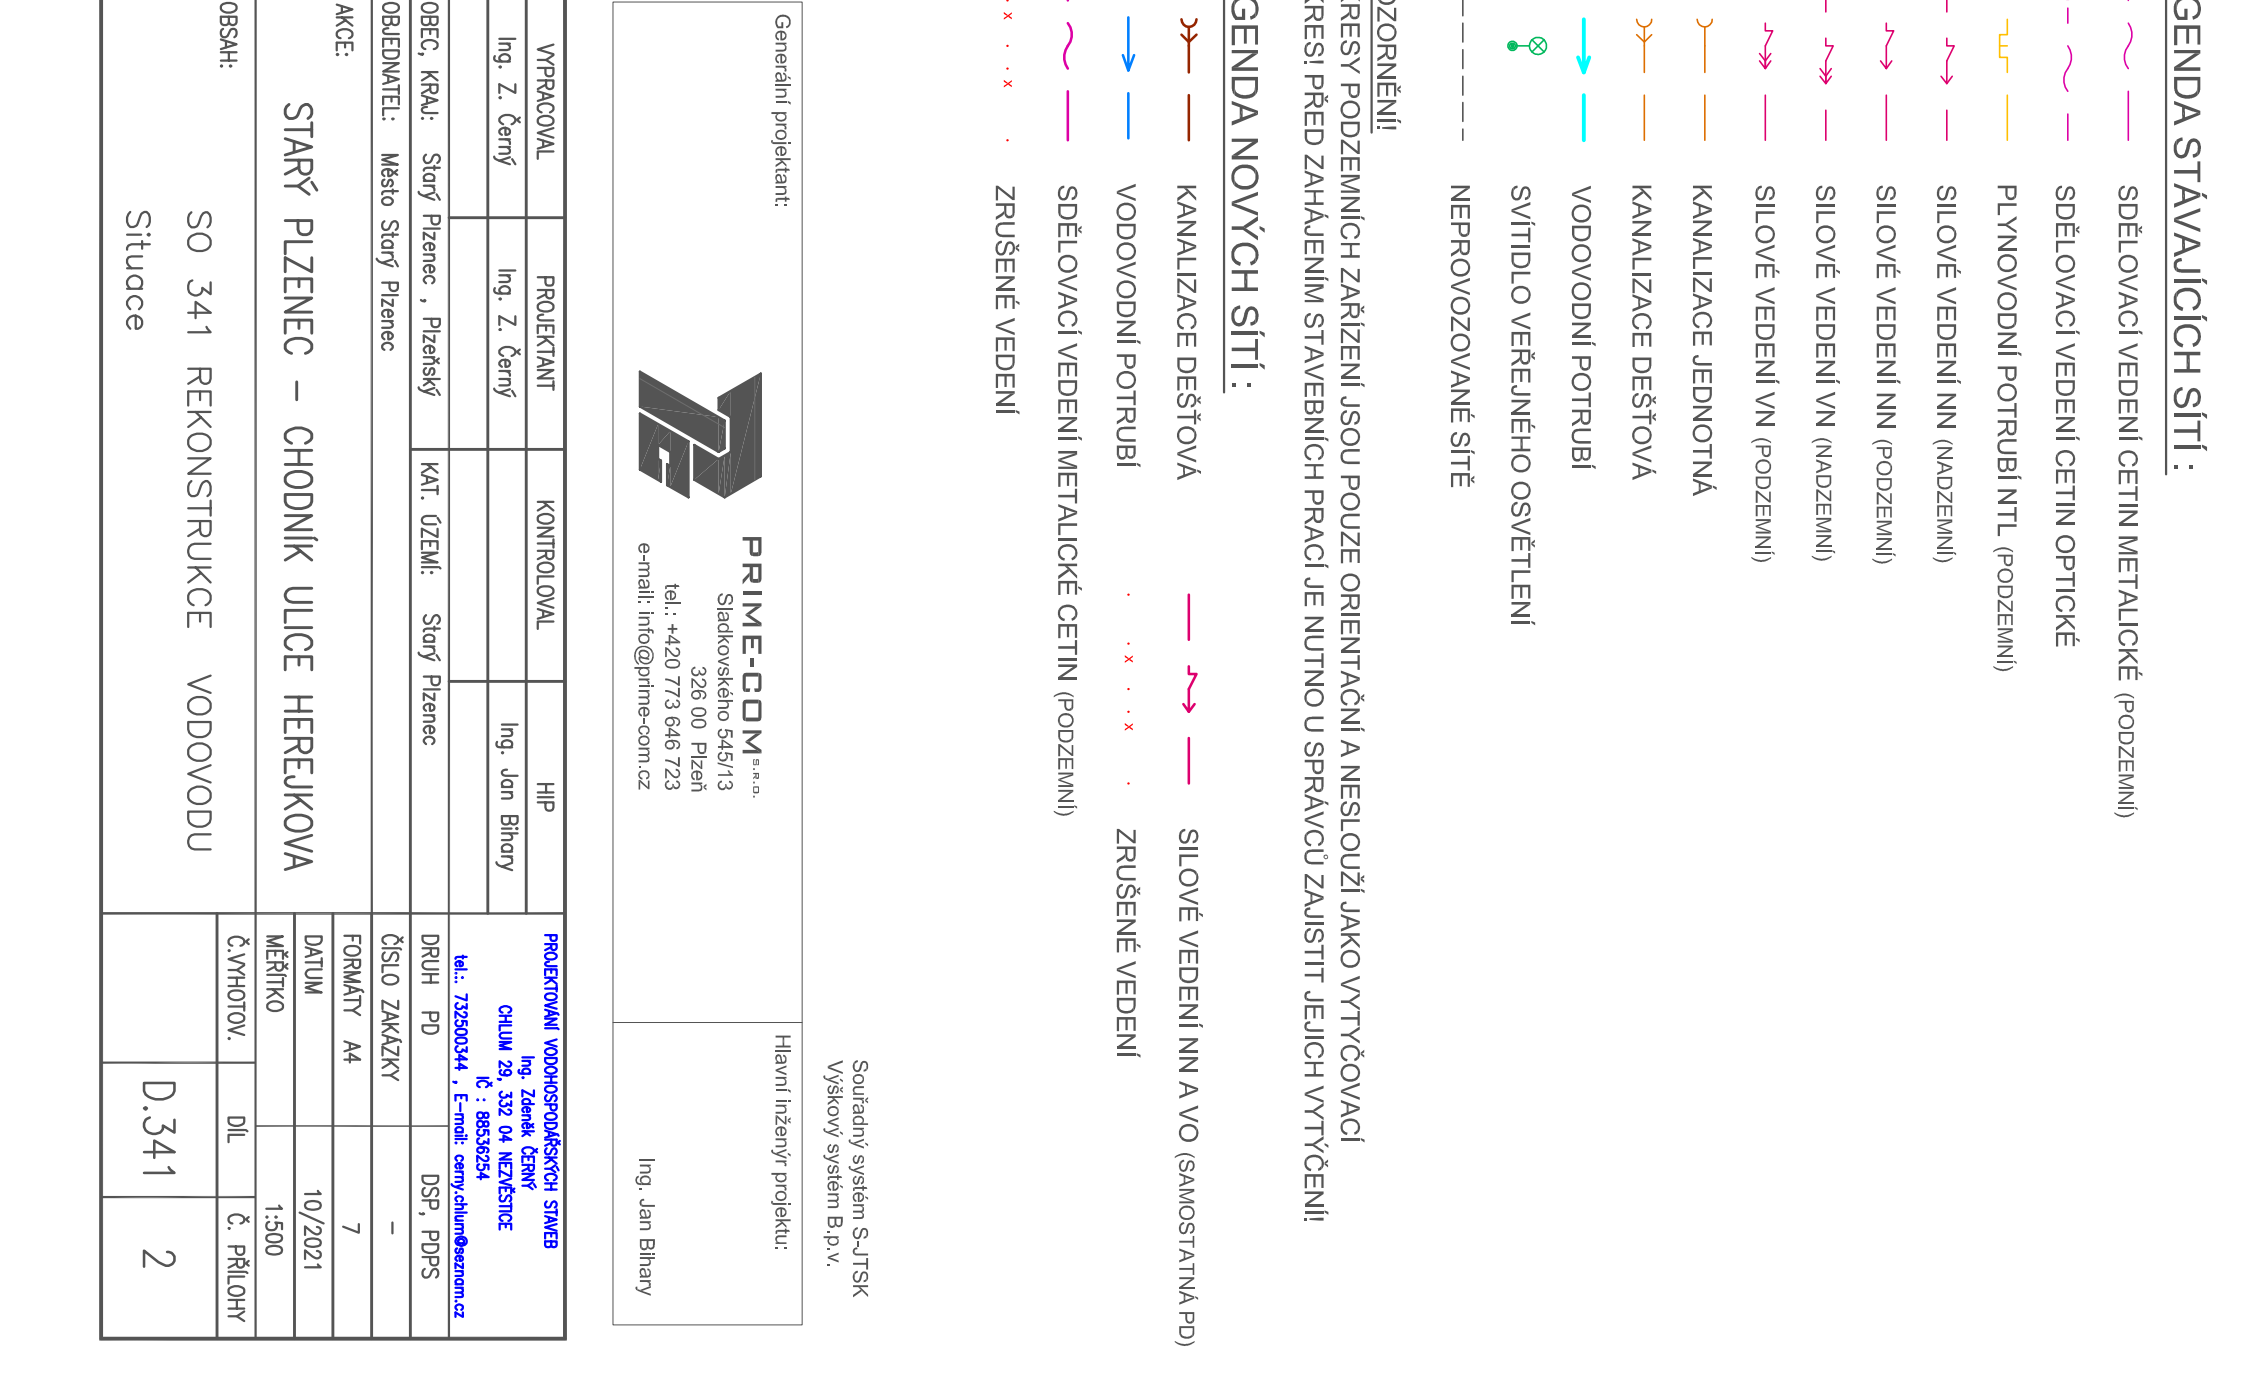 GENDA STÁVAJÍCÍCH SÍTÍ :
SDĚLOVACÍ VEDENÍ CETIN METALICKÉ (PODZEMNÍ)
SDĚLOVACÍ VEDENÍ CETIN OPTICKÉ
PLYNOVODNÍ POTRUBÍ NTL (PODZEMNÍ)
SILOVÉ VEDENÍ NN (NADZEMNÍ)
SILOVÉ VEDENÍ NN (PODZEMNÍ)
SILOVÉ VEDENÍ VN (NADZEMNÍ)
SILOVÉ VEDENÍ VN (PODZEMNÍ)
KANALIZACE JEDNOTNÁ
KANALIZACE DEŠŤOVÁ
VODOVODNÍ POTRUBÍ
SVÍTIDLO VEŘEJNÉHO OSVĚTLENÍ
NEPROVOZOVANÉ SÍTĚ
OZORNĚNÍ!
RESY PODZEMNÍCH ZAŘÍZENÍ JSOU POUZE ORIENTAČNÍ A NESLOUŽÍ JAKO VYTYČOVACÍ
RES! PŘED ZAHÁJENÍM STAVEBNÍCH PRACÍ JE NUTNO U SPRÁVCŮ ZAJISTIT JEJICH VYTÝČENÍ!
GENDA NOVÝCH SÍTÍ :
KANALIZACE DEŠŤOVÁ
SILOVÉ VEDENÍ NN A VO (SAMOSTATNÁ PD)
VODOVODNÍ POTRUBÍ
ZRUŠENÉ VEDENÍ
SDĚLOVACÍ VEDENÍ METALICKÉ CETIN (PODZEMNÍ)
ZRUŠENÉ VEDENÍ
Souřadný systém S-JTSK
Výškový systém B.p.v.
Generální projektant:
PRIME-COM S.R.O.
Sladkovského 545/13
326 00 Plzeň
tel.: +420 773 646 723
e-mail: info@prime-com.cz
Hlavní inženýr projektu:
Ing. Jan Bihary
VYPRACOVAL PROJEKTANT KONTROLOVAL HIP
Ing. Z. Černý Ing. Z. Černý Ing. Jan Bihary
PROJEKTOVÁNÍ VODOHOSPODÁŘSKÝCH STAVEB
Ing. Zdeněk ČERNÝ
CHLUM 29, 332 04 NEZVĚSTICE
IČ : 88536254
tel.: 732500344 , E-mail: cerny.chlum@seznam.cz
OBEC, KRAJ: Starý Plzenec , Plzeňský KAT. ÚZEMÍ: Starý Plzenec
OBJEDNATEL: Město Starý Plzenec
AKCE:
STARÝ PLZENEC - CHODNÍK ULICE HEREJKOVA
OBSAH:
SO 341 REKONSTRUKCE VODOVODU
Situace
DRUH PD DSP, PDPS
ČÍSLO ZAKÁZKY -
FORMÁTY A4 7
DATUM 10/2021
MĚŘÍTKO 1:500
Č.VYHOTOV. DÍL Č. PŘÍLOHY
D.341 2